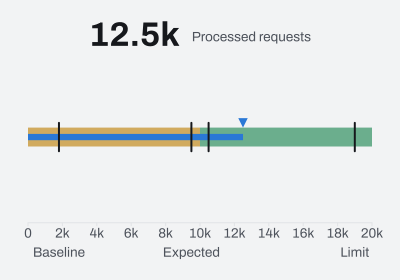 12.5k Processed requests
0 2k 4k 6k 8k 10k 12k 14k 16k 18k 20k
Baseline Expected Limit